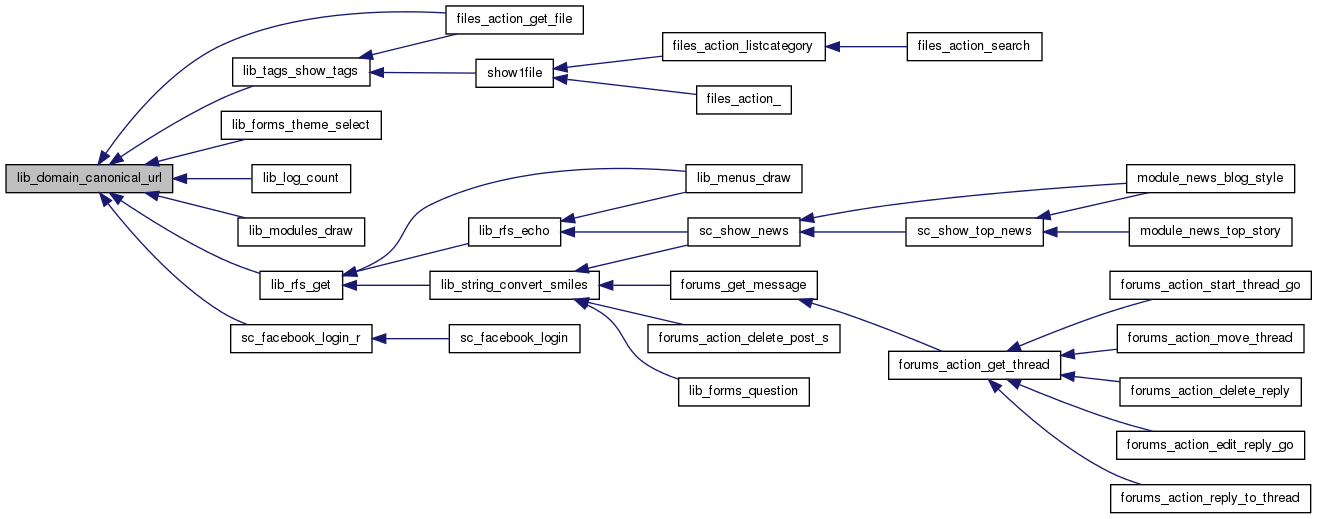 files_action_get_file
files_action_listcategory
files_action_search
lib_tags_show_tags
show1file
files_action_
lib_forms_theme_select
lib_domain_canonical_url
lib_log_count
lib_menus_draw
module_news_blog_style
lib_modules_draw
lib_rfs_echo
sc_show_news
sc_show_top_news
module_news_top_story
lib_rfs_get
lib_string_convert_smiles
forums_get_message
forums_action_start_thread_go
sc_facebook_login_r
sc_facebook_login
forums_action_delete_post_s
forums_action_move_thread
forums_action_get_thread
lib_forms_question
forums_action_delete_reply
forums_action_edit_reply_go
forums_action_reply_to_thread